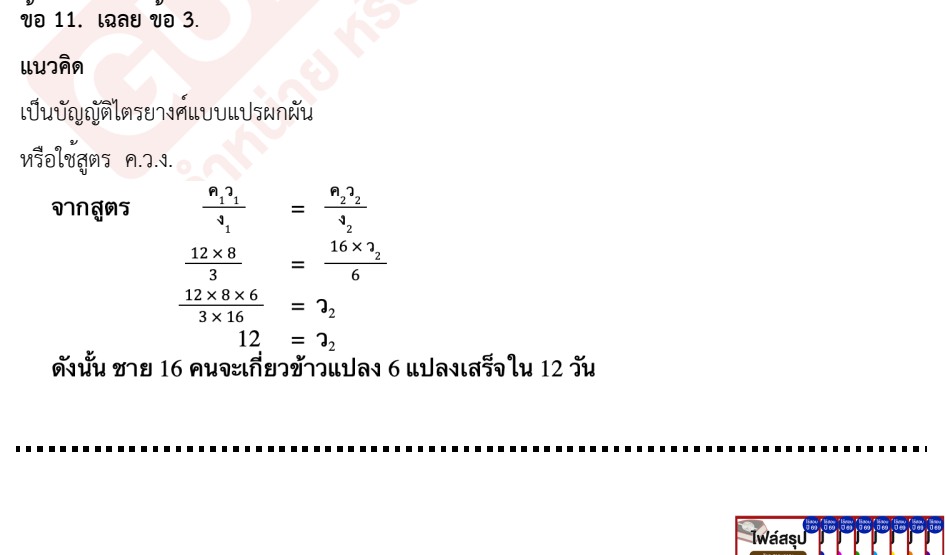 ข้อ 11. เฉลย ข้อ 3.
แนวคิด
เป็นบัญญัติไตรยางศ์แบบแปรผกผัน
หรือใช้สูตร ค.ว.ง.
จากสูตร ค₁ว₁/ง₁ = ค₂ว₂/ง₂
12 × 8/3 = 16 × ว₂/6
12 × 8 × 6/3 × 16 = ว₂
12 = ว₂
ดังนั้น ชาย 16 คนจะเกี่ยวข้าวแปลง 6 แปลงเสร็จใน 12 วัน
ไฟล์สรุป